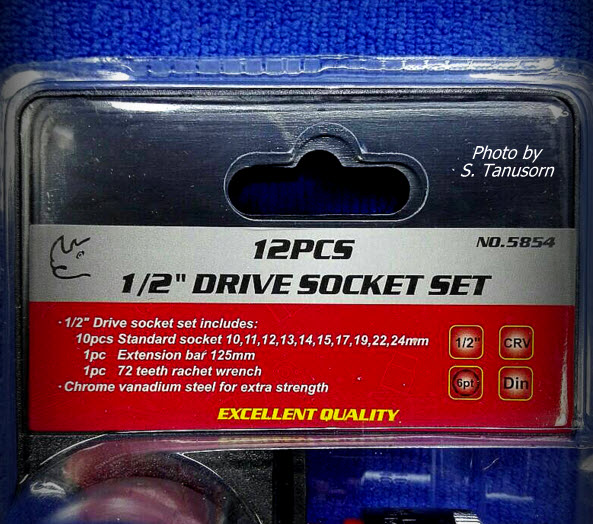 Photo by
S. Tanusorn
12PCS
NO.5854
1/2" DRIVE SOCKET SET
·1/2" Drive socket set includes:
10pcs Standard socket 10,11,12,13,14,15,17,19,22,24mm
1pc Extension bar 125mm
1pc 72 teeth rachet wrench
·Chrome vanadium steel for extra strength
1/2"
CRV
6pt
Din
EXCELLENT QUALITY